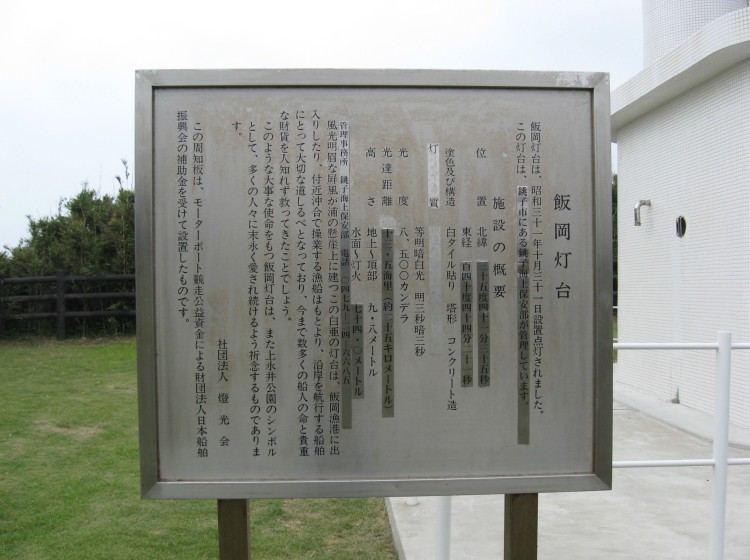 飯岡灯台
飯岡灯台は、昭和三十一年十月三十一日設置点灯されました。
この灯台は、銚子市にある銚子海上保安部が管理しています。
施設の概要
位置 北緯 三十五度四十一分三十五秒
東経 百四十度四十四分二十一秒
塗色及び構造 白タイル貼り 塔形 コンクリート造
灯質
等明暗白光 明三秒暗三秒
光度 八、五〇〇カンデラ
光達距離 十三・五海里(約二十五キロメートル)
高さ 地上〜頂部 九・八メートル
水面〜灯火 七十四・〇メートル
管理事務所 銚子海上保安部 電話
風光明眉な屏風が浦の懸崖上に建つこの白亜の灯台は、飯岡漁港に出
入りしたり、付近沖合で操業する漁船はもとより、沿岸を航行する船舶
にとって大切な道しるべとなっており、今まで数多くの船人の命と貴重
な財貨を人知れず救ってきたことでしょう。
このような大事な使命をもつ飯岡灯台は、また上永井公園のシンボル
として、多くの人々に末永く愛され続けるよう祈念するものでありま
す。
社団法人 燈光会
この周知板は、モーターボート競走公益資金による財団法人日本船舶
振興会の補助金を受けて設置したものです。